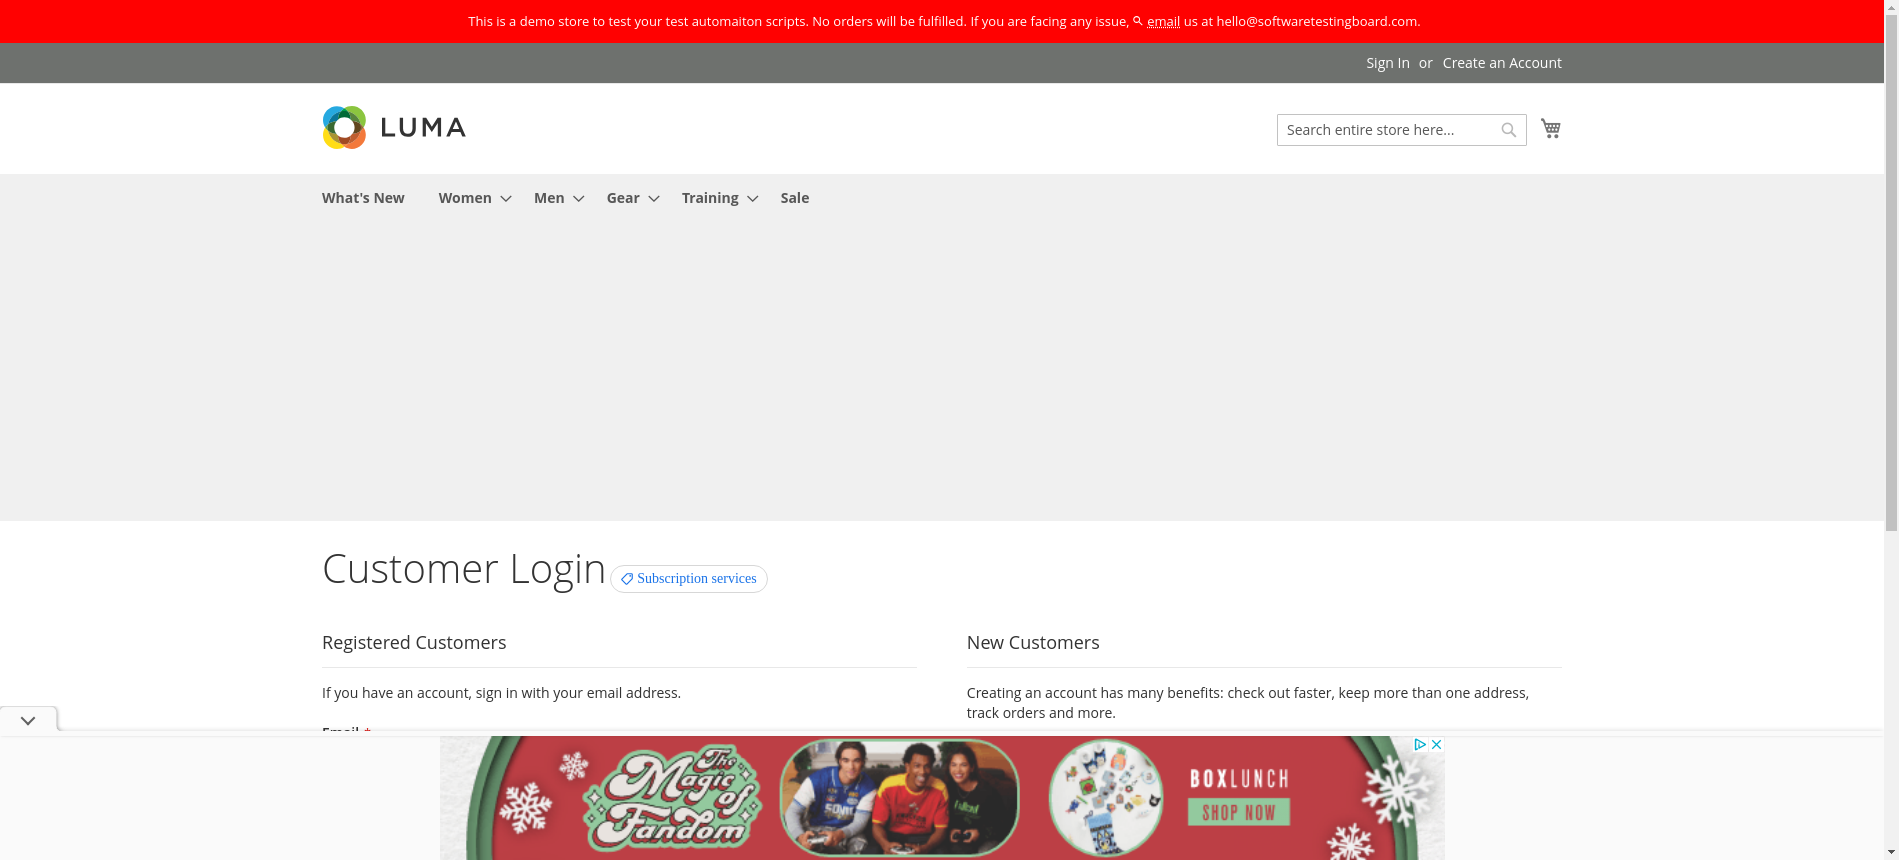 This is a demo store to test your test automaiton scripts. No orders will be fulfilled. If you are facing any issue, email us at hello@softwaretestingboard.com.
Sign In or Create an Account
LUMA
Search entire store here...
What's New Women Men Gear Training Sale
Customer Login Subscription services
Registered Customers
New Customers
If you have an account, sign in with your email address.
Creating an account has many benefits: check out faster, keep more than one address,
track orders and more.
Email *
The
Magic
of
Fandom
BOXLUNCH
SHOP NOW